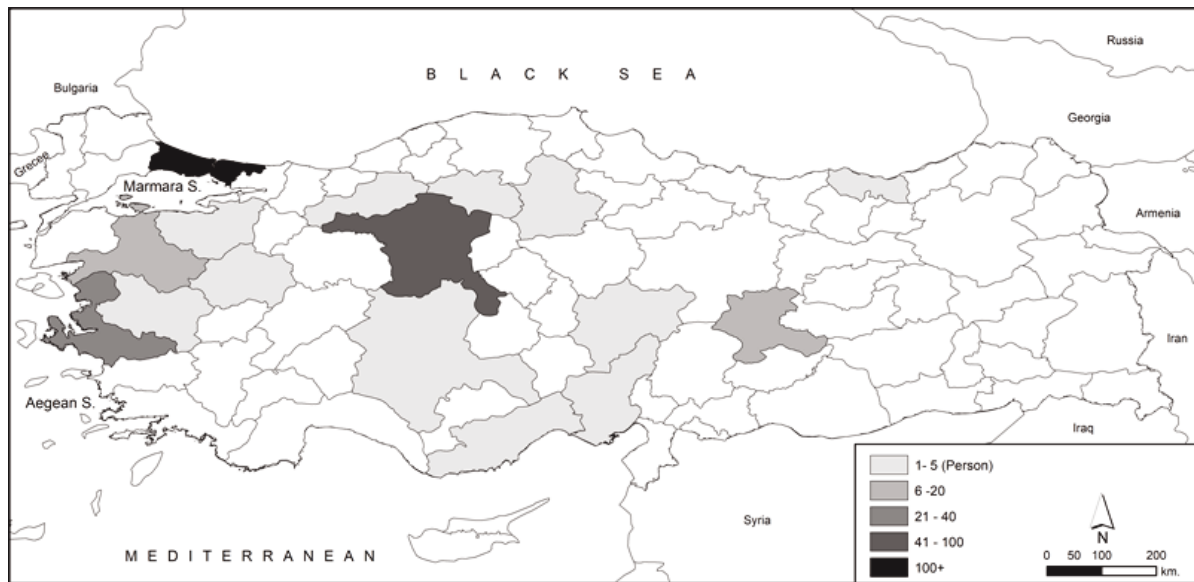 Russia
B L A C K S E A
Bulgaria
Georgia
Grecee
Marmara S.
Armenia
Iran
Aegean S.
Iraq
Syria
M E D I T E R R A N E A N
1- 5 (Person)
6 -20
21 - 40
41 - 100
100+
N
0 50 100 200
km.